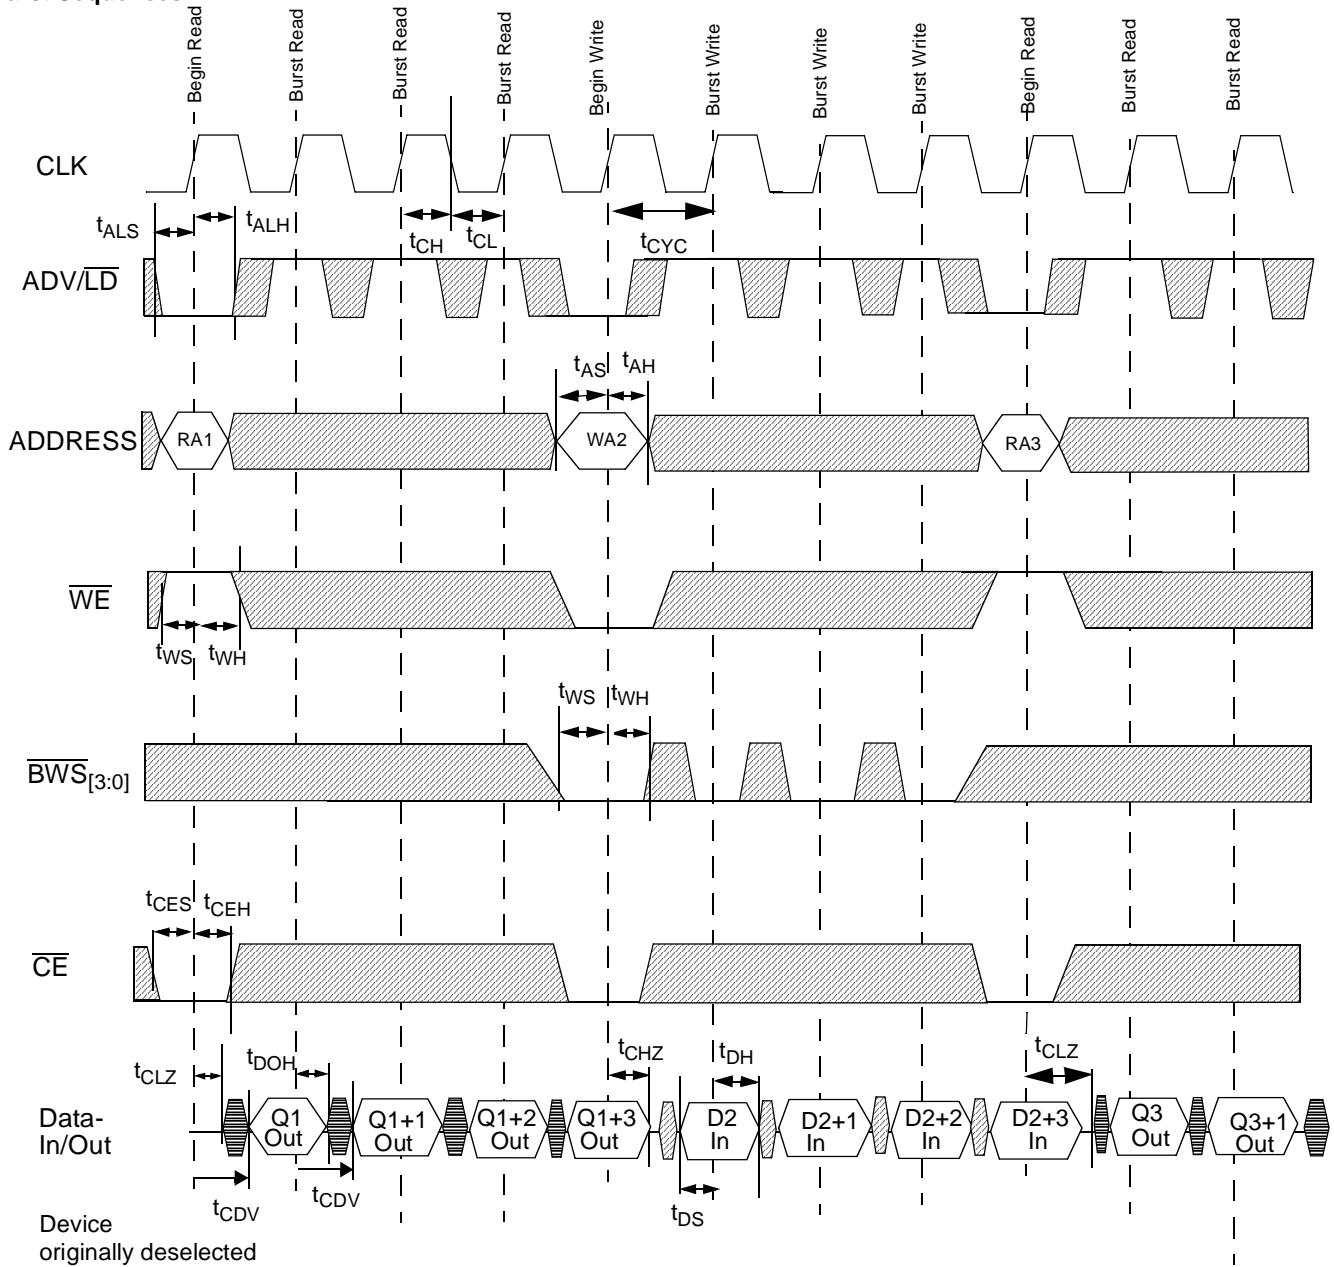 Begin Read
Burst Read
Burst Read
Burst Read
Begin Write
Burst Write
Burst Write
Burst Write
Begin Read
Burst Read
Burst Read
CLK
tALS
tALH
tCH
tCL
tCYC
ADV/LD
tAS
tAH
ADDRESS
RA1
WA2
RA3
WE
tWS
tWH
tWS
tWH
BWS[3:0]
tCES
tCEH
CE
tCLZ
tDOH
tCHZ
tDH
tCLZ
Data-
In/Out
Q1
Out
Q1+1
Out
Q1+2
Out
Q1+3
Out
D2
In
D2+1
In
D2+2
In
D2+3
In
Q3
Out
Q3+1
Out
tCDV
tCDV
tDS
Device
originally deselected